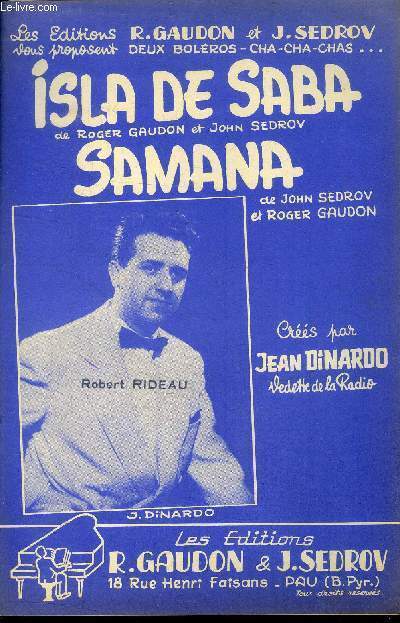 Le-livre.com
Les Editions R. GAUDON et J. SEDROV
vous proposent DEUX BOLÉROS - CHA-CHA-CHAS ...
ISLA DE SABA
de ROGER GAUDON et JOHN SEDROV
SAMANA
de JOHN SEDROV
et ROGER GAUDON
Créés par
JEAN DiNARDO
Vedette de la Radio
Robert RIDEAU
J. DiNARDO
Les Editions
R. GAUDON & J. SEDROV
18 Rue Henri Faisans _ PAU (B. Pyr.)
Tous droits réservés